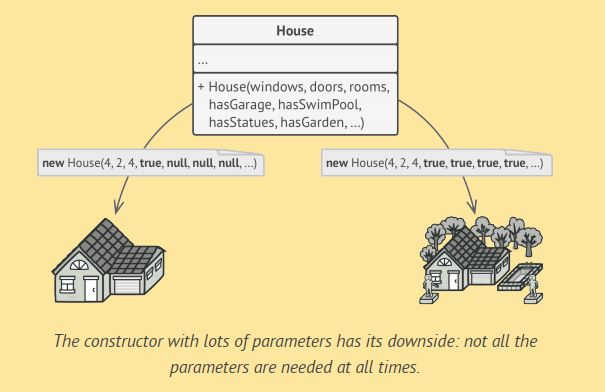 House
...
+ House(windows, doors, rooms,
hasGarage, hasSwimPool,
hasStatues, hasGarden, ...)
new House(4, 2, 4, true, null, null, null, ...)
new House(4, 2, 4, true, true, true, true, ...)
The constructor with lots of parameters has its downside: not all the
parameters are needed at all times.